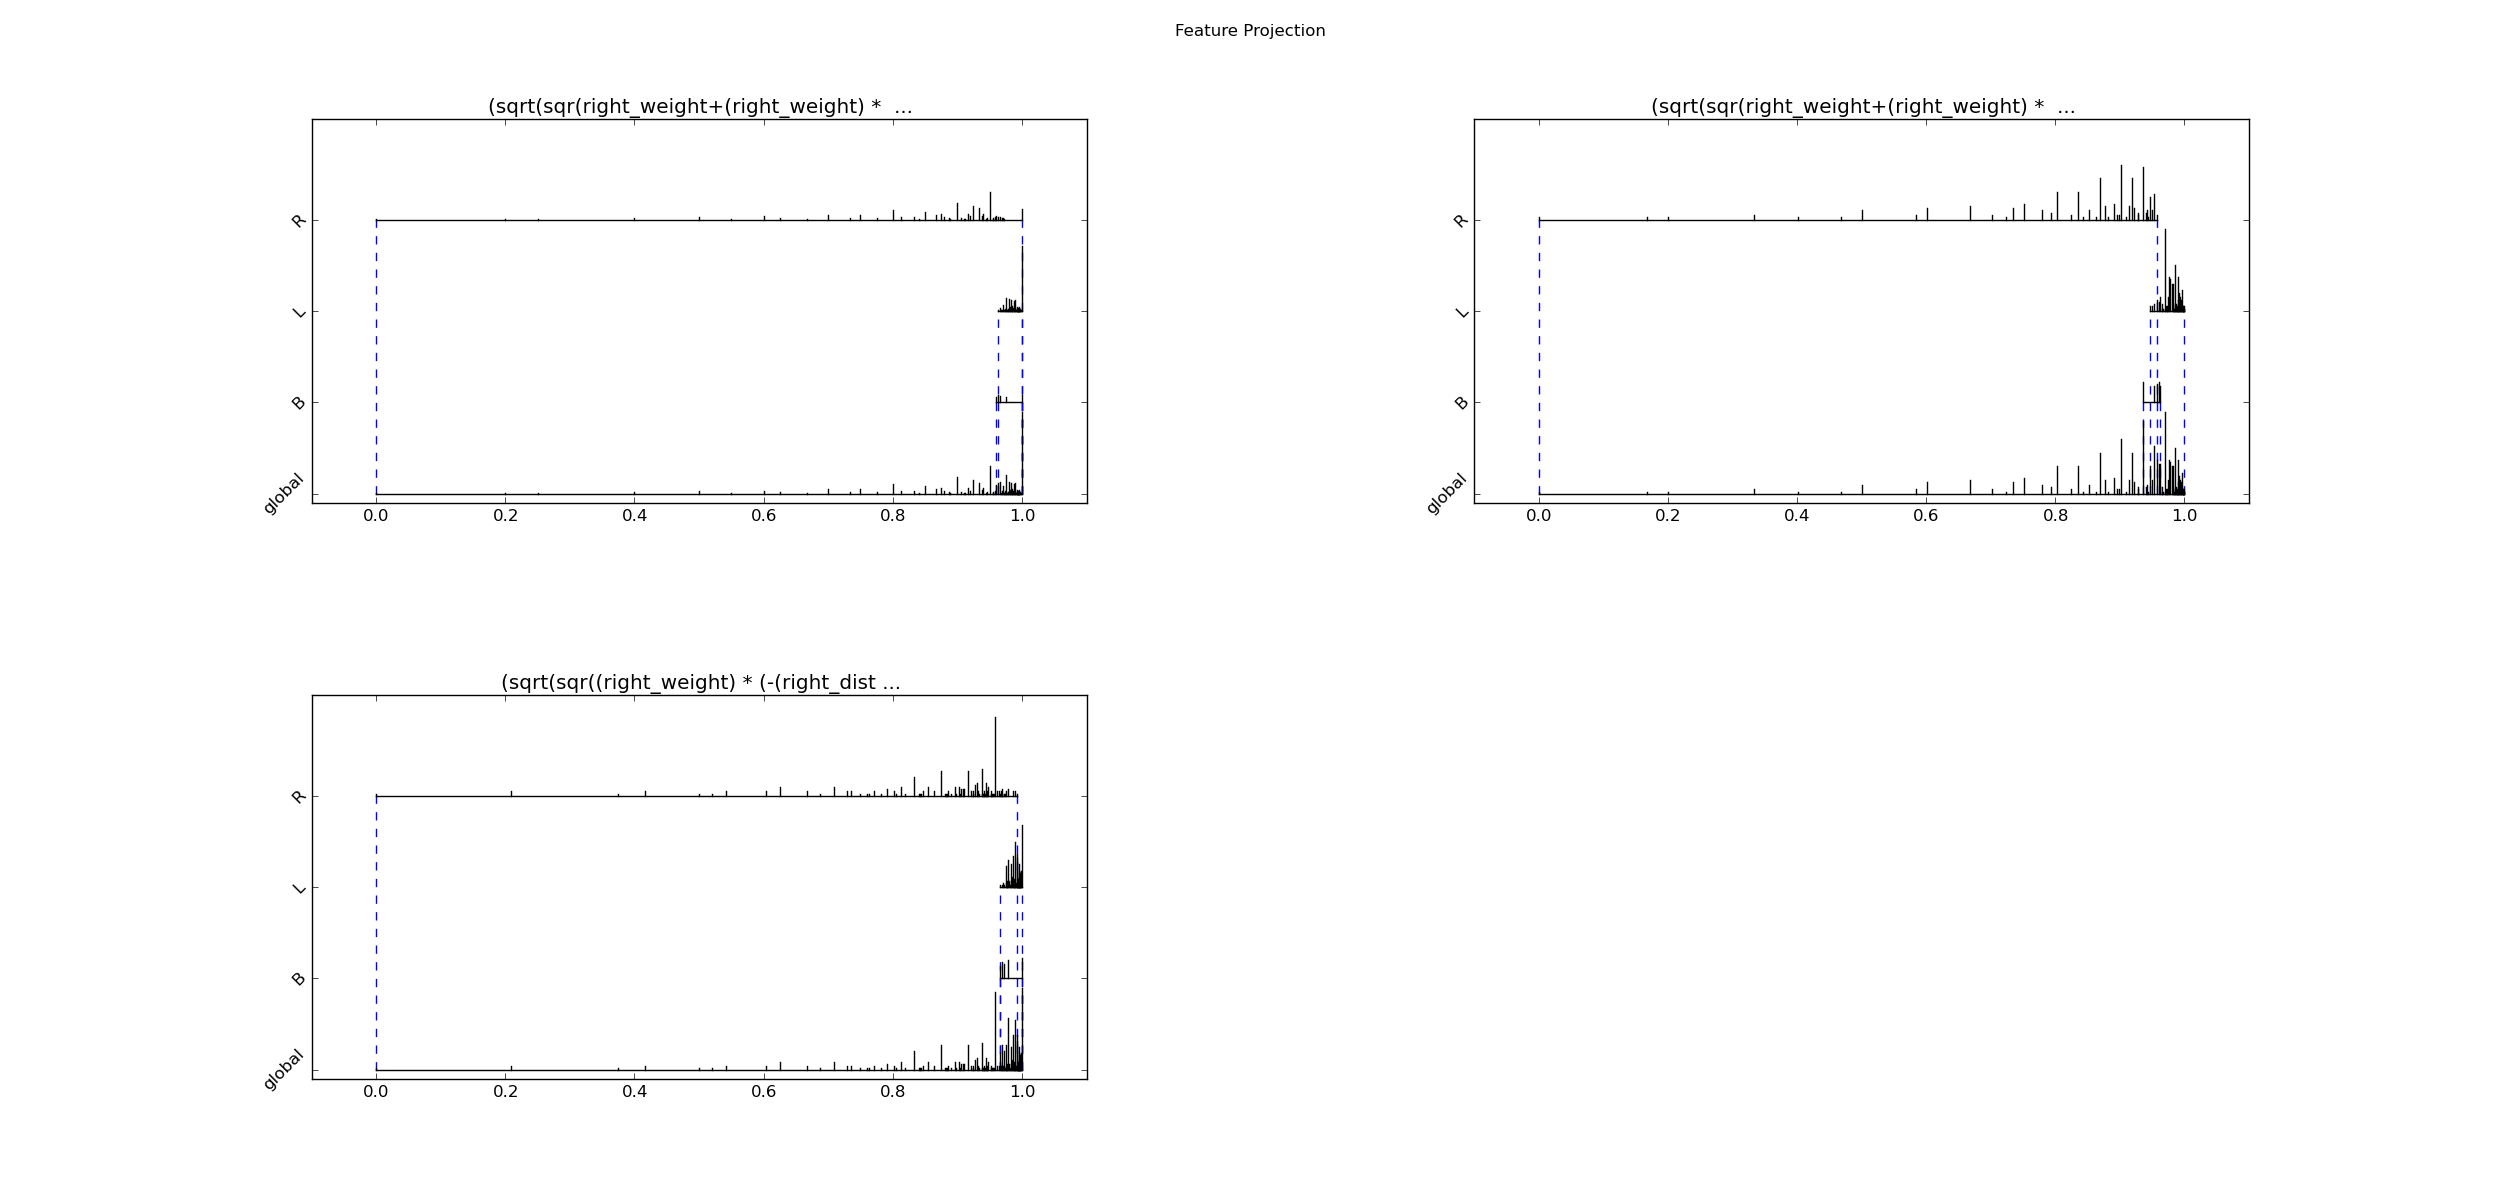 Feature Projection
(sqrt(sqr(right_weight+(right_weight) *  ...
R
L
B
global
0.0 0.2 0.4 0.6 0.8 1.0
(sqrt(sqr(right_weight+(right_weight) *  ...
R
L
B
global
0.0 0.2 0.4 0.6 0.8 1.0
(sqrt(sqr((right_weight) * (-(right_dist ...
R
L
B
global
0.0 0.2 0.4 0.6 0.8 1.0